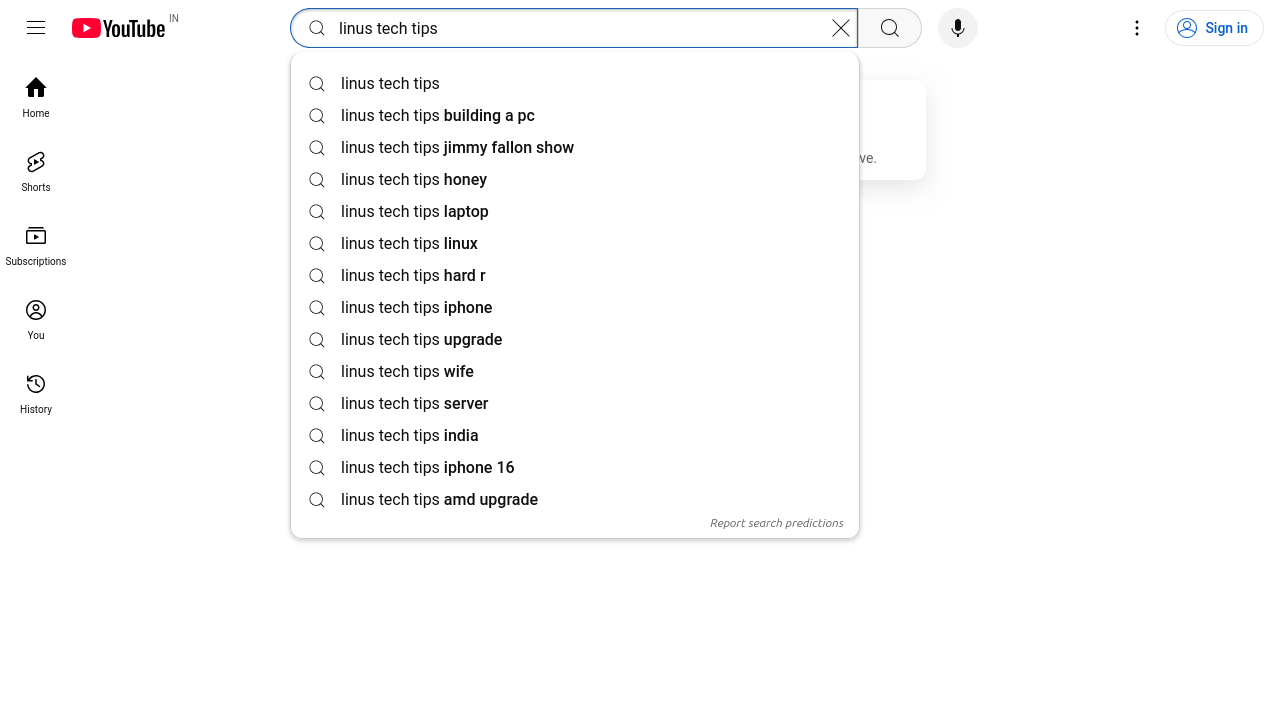 YouTube IN
linus tech tips
Sign in
Home
Shorts
Subscriptions
You
History
linus tech tips
linus tech tips building a pc
linus tech tips jimmy fallon show
linus tech tips honey
linus tech tips laptop
linus tech tips linux
linus tech tips hard r
linus tech tips iphone
linus tech tips upgrade
linus tech tips wife
linus tech tips server
linus tech tips india
linus tech tips iphone 16
linus tech tips amd upgrade
Report search predictions
ve.